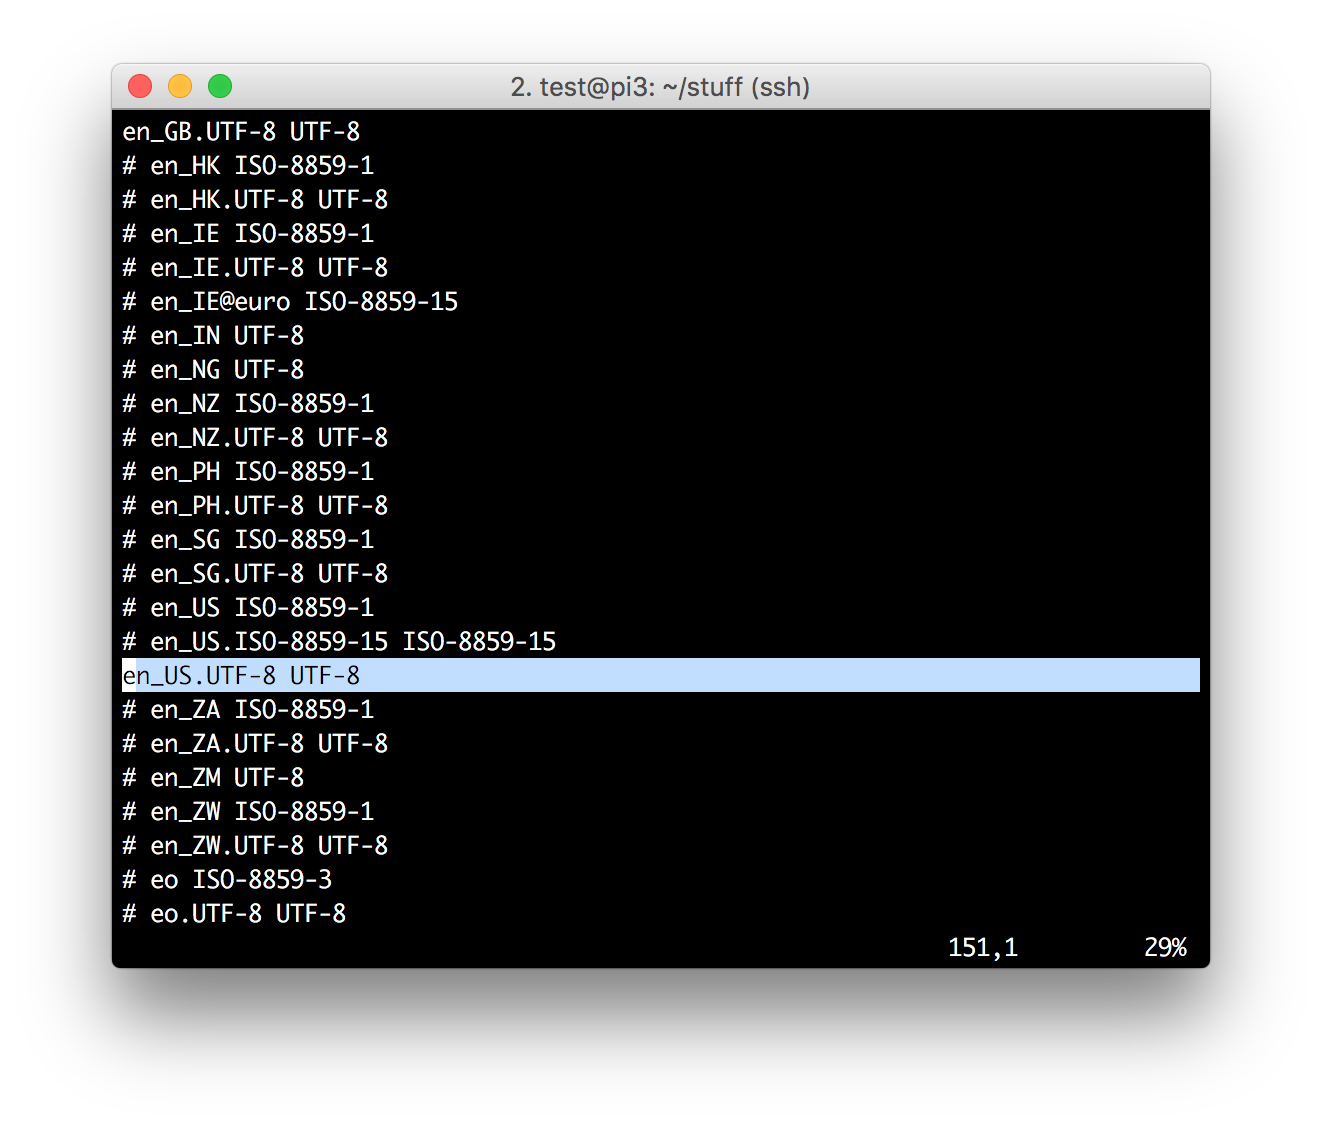 2. test@pi3: ~/stuff (ssh)
en_GB.UTF-8 UTF-8
# en_HK ISO-8859-1
# en_HK.UTF-8 UTF-8
# en_IE ISO-8859-1
# en_IE.UTF-8 UTF-8
# en_IE@euro ISO-8859-15
# en_IN UTF-8
# en_NG UTF-8
# en_NZ ISO-8859-1
# en_NZ.UTF-8 UTF-8
# en_PH ISO-8859-1
# en_PH.UTF-8 UTF-8
# en_SG ISO-8859-1
# en_SG.UTF-8 UTF-8
# en_US ISO-8859-1
# en_US.ISO-8859-15 ISO-8859-15
en_US.UTF-8 UTF-8
# en_ZA ISO-8859-1
# en_ZA.UTF-8 UTF-8
# en_ZM UTF-8
# en_ZW ISO-8859-1
# en_ZW.UTF-8 UTF-8
# eo ISO-8859-3
# eo.UTF-8 UTF-8
151,1 29%